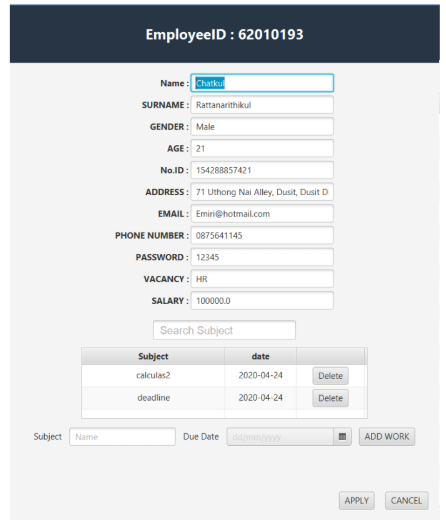 EmployeeID : 62010193
Name : Chatkul
SURNAME : Rattanarithikul
GENDER : Male
AGE : 21
No.ID : 154288857421
ADDRESS : 71 Uthong Nai Alley, Dusit, Dusit D
EMAIL : Emiri@hotmail.com
PHONE NUMBER : 0875641145
PASSWORD : 12345
VACANCY : HR
SALARY : 100000.0
Search Subject
Subject date
calculas2 2020-04-24 Delete
deadline 2020-04-24 Delete
Subject Name Due Date dd/mm/yyyy ADD WORK
APPLY CANCEL